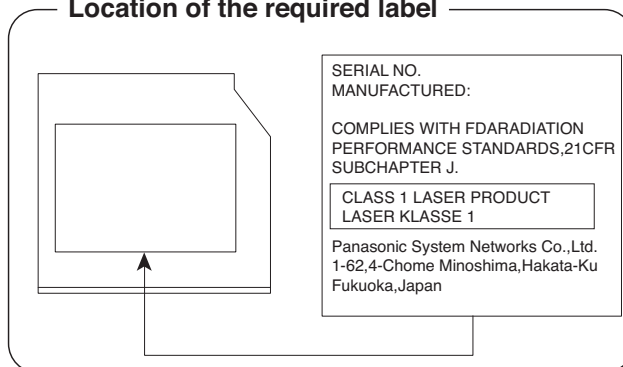 Location of the required label
SERIAL NO.
MANUFACTURED:
COMPLIES WITH FDARADIATION
PERFORMANCE STANDARDS,21CFR
SUBCHAPTER J.
CLASS 1 LASER PRODUCT
LASER KLASSE 1
Panasonic System Networks Co.,Ltd.
1-62,4-Chome Minoshima,Hakata-Ku
Fukuoka,Japan